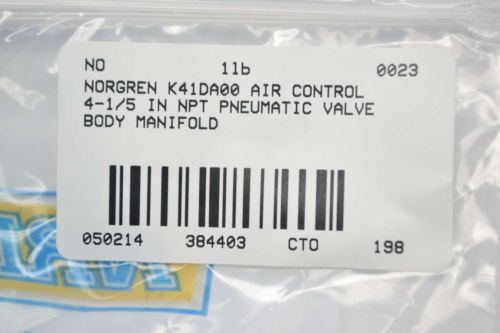 NO 1lb 0023
NORGREN K41DA00 AIR CONTROL
4-1/5 IN NPT PNEUMATIC VALVE
BODY MANIFOLD
050214 384403 CTO 198